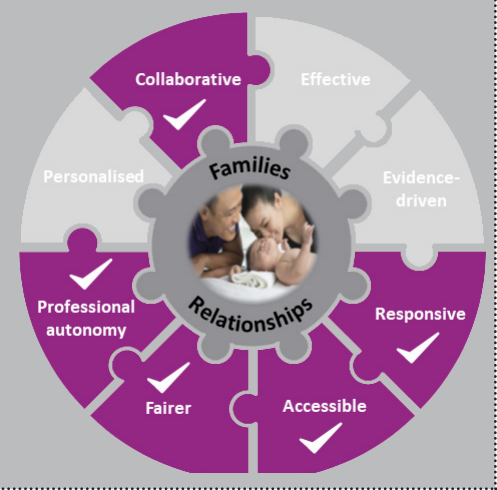 Collaborative
Effective
Personalised
Evidence-
driven
Families
Relationships
Professional
autonomy
Responsive
Fairer
Accessible